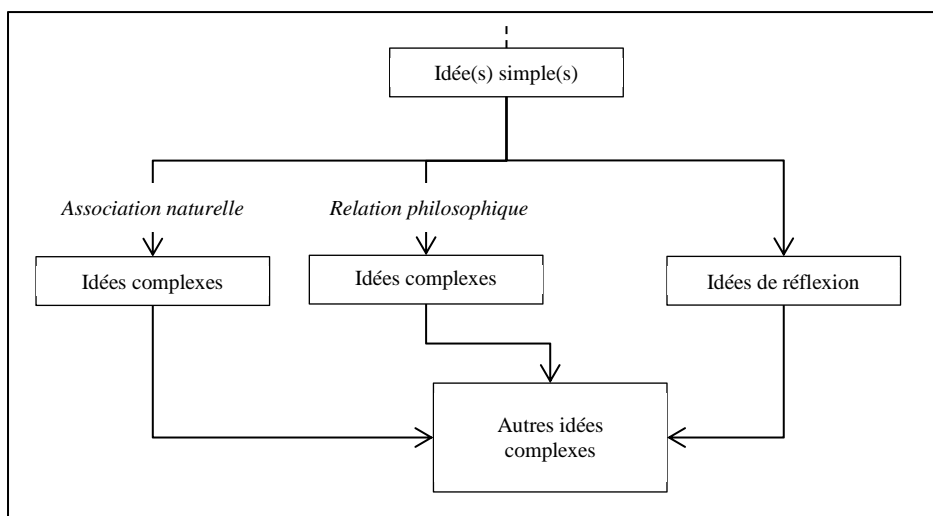 Idée(s) simple(s)
Association naturelle
Relation philosophique
Idées complexes
Idées complexes
Idées de réflexion
Autres idées
complexes